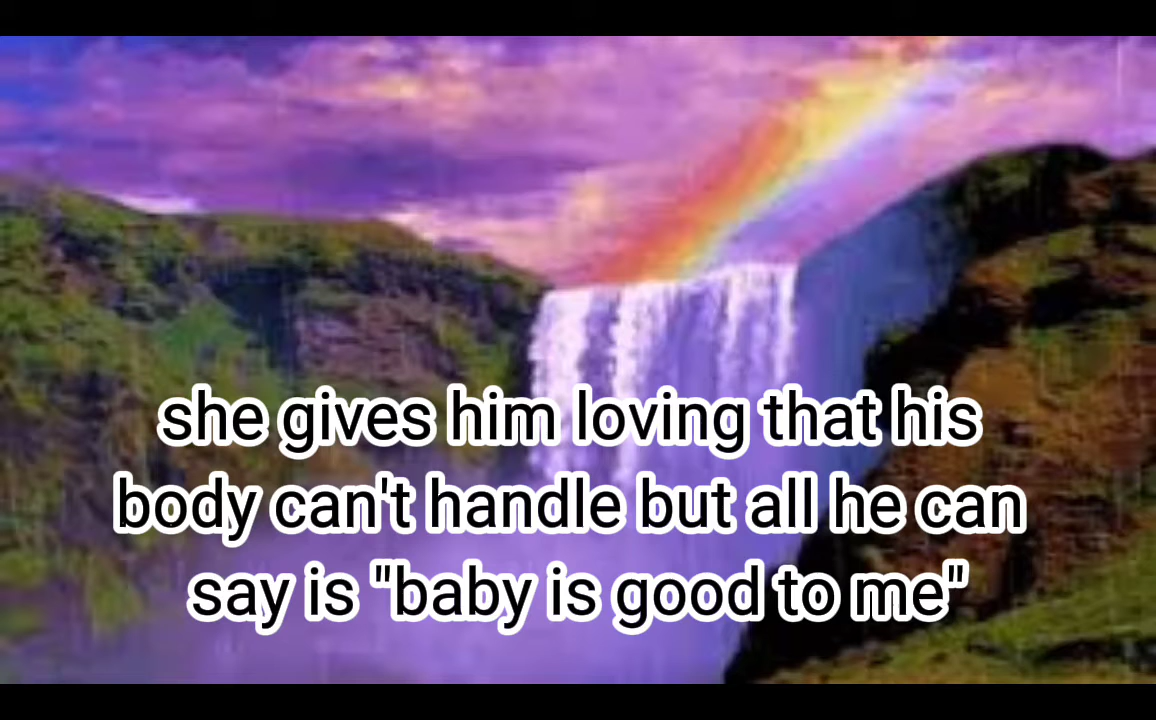 she gives him loving that his
body can't handle but all he can
say is "baby is good to me"